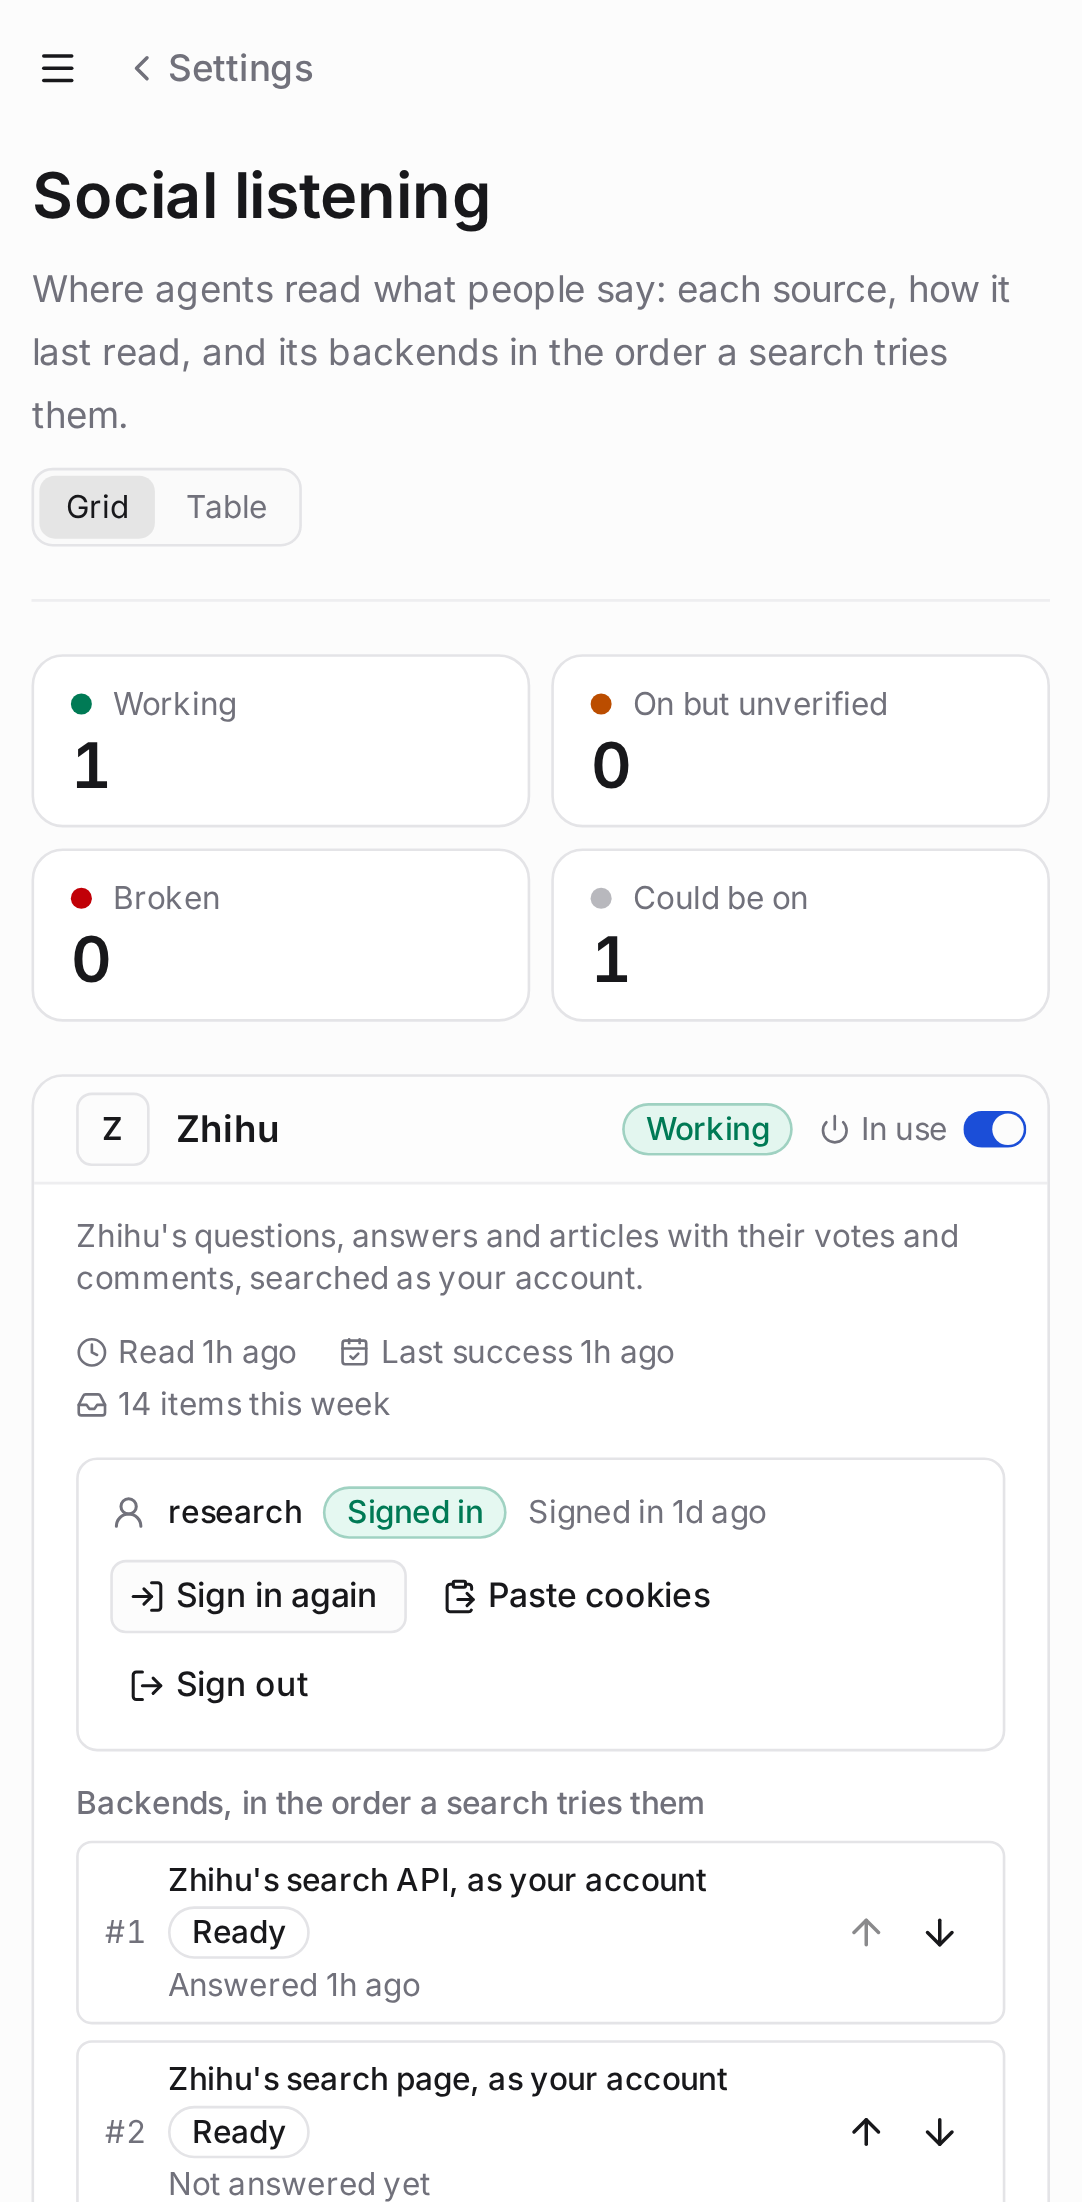 Settings
Social listening
Where agents read what people say: each source, how it
last read, and its backends in the order a search tries
them.
Grid Table
Working
1
On but unverified
0
Broken
0
Could be on
1
Z Zhihu Working In use
Zhihu's questions, answers and articles with their votes and
comments, searched as your account.
Read 1h ago Last success 1h ago
14 items this week
research Signed in Signed in 1d ago
Sign in again Paste cookies
Sign out
Backends, in the order a search tries them
Zhihu's search API, as your account
#1 Ready
Answered 1h ago
Zhihu's search page, as your account
#2 Ready
Not answered yet